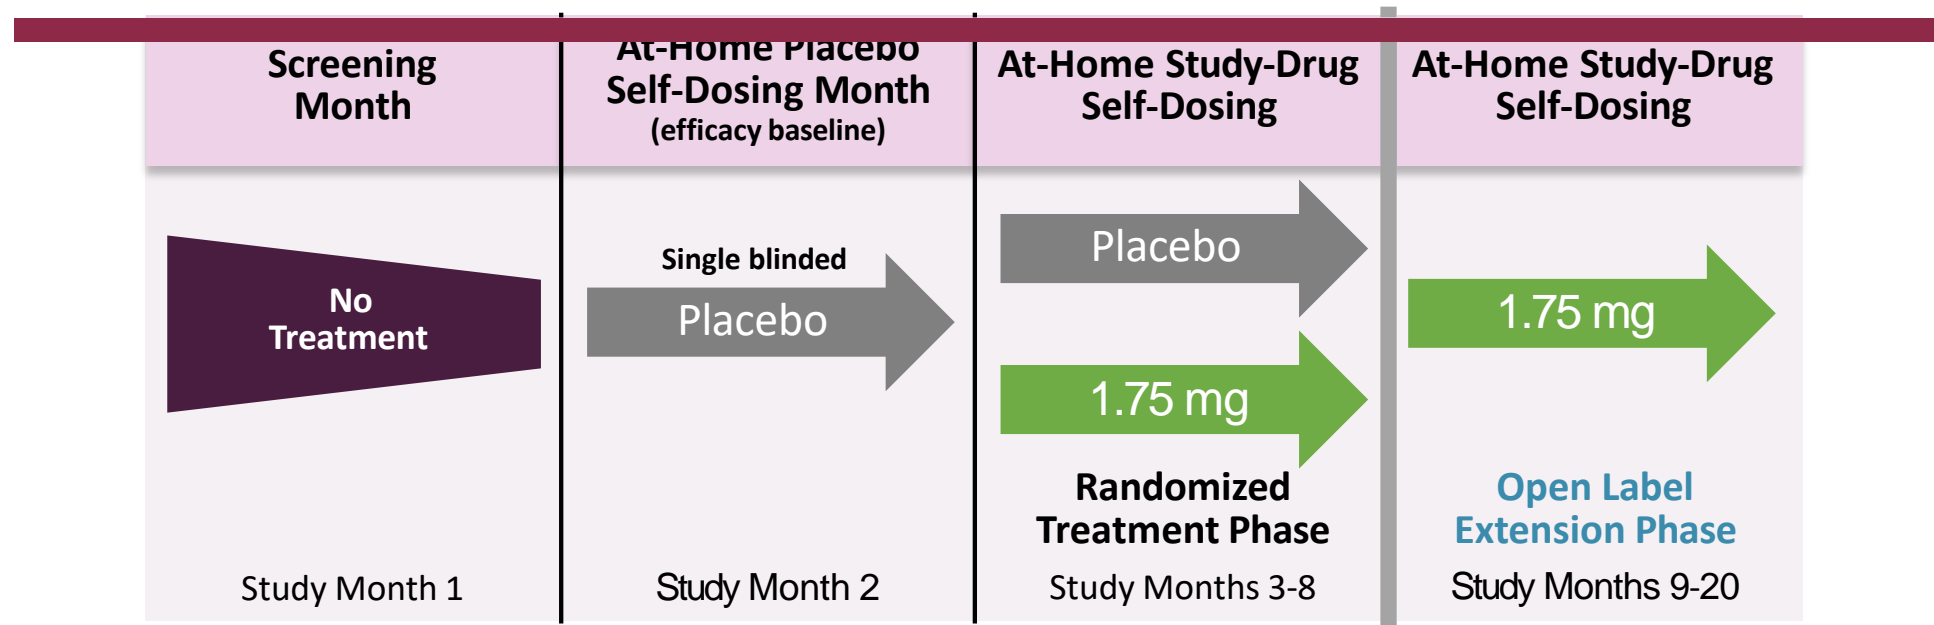 Screening
Month
No
Treatment
Study Month 1
At-Home Placebo
Self-Dosing Month
(efficacy baseline)
Single blinded
Placebo
Study Month 2
At-Home Study-Drug
Self-Dosing
Placebo
1.75 mg
Randomized
Treatment Phase
Study Months 3-8
At-Home Study-Drug
Self-Dosing
1.75 mg
Open Label
Extension Phase
Study Months 9-20